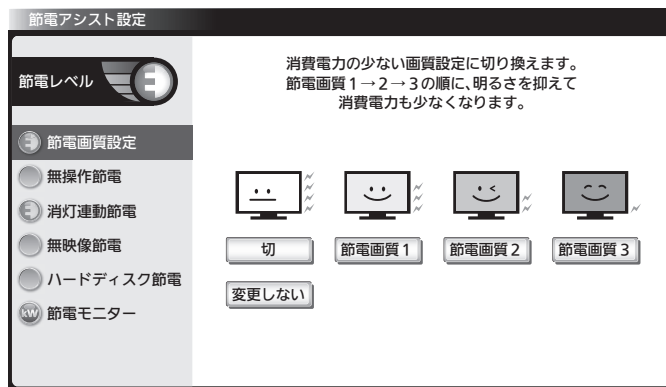 節電アシスト設定
節電レベル
E
消費電力の少ない画質設定に切り換えます。
節電画質1→2→3の順に、明るさを抑えて
消費電力も少なくなります。
E 節電画質設定
無操作節電
E 消灯連動節電
無映像節電
ハードディスク節電
kW 節電モニター
切
節電画質1
節電画質2
節電画質3
変更しない